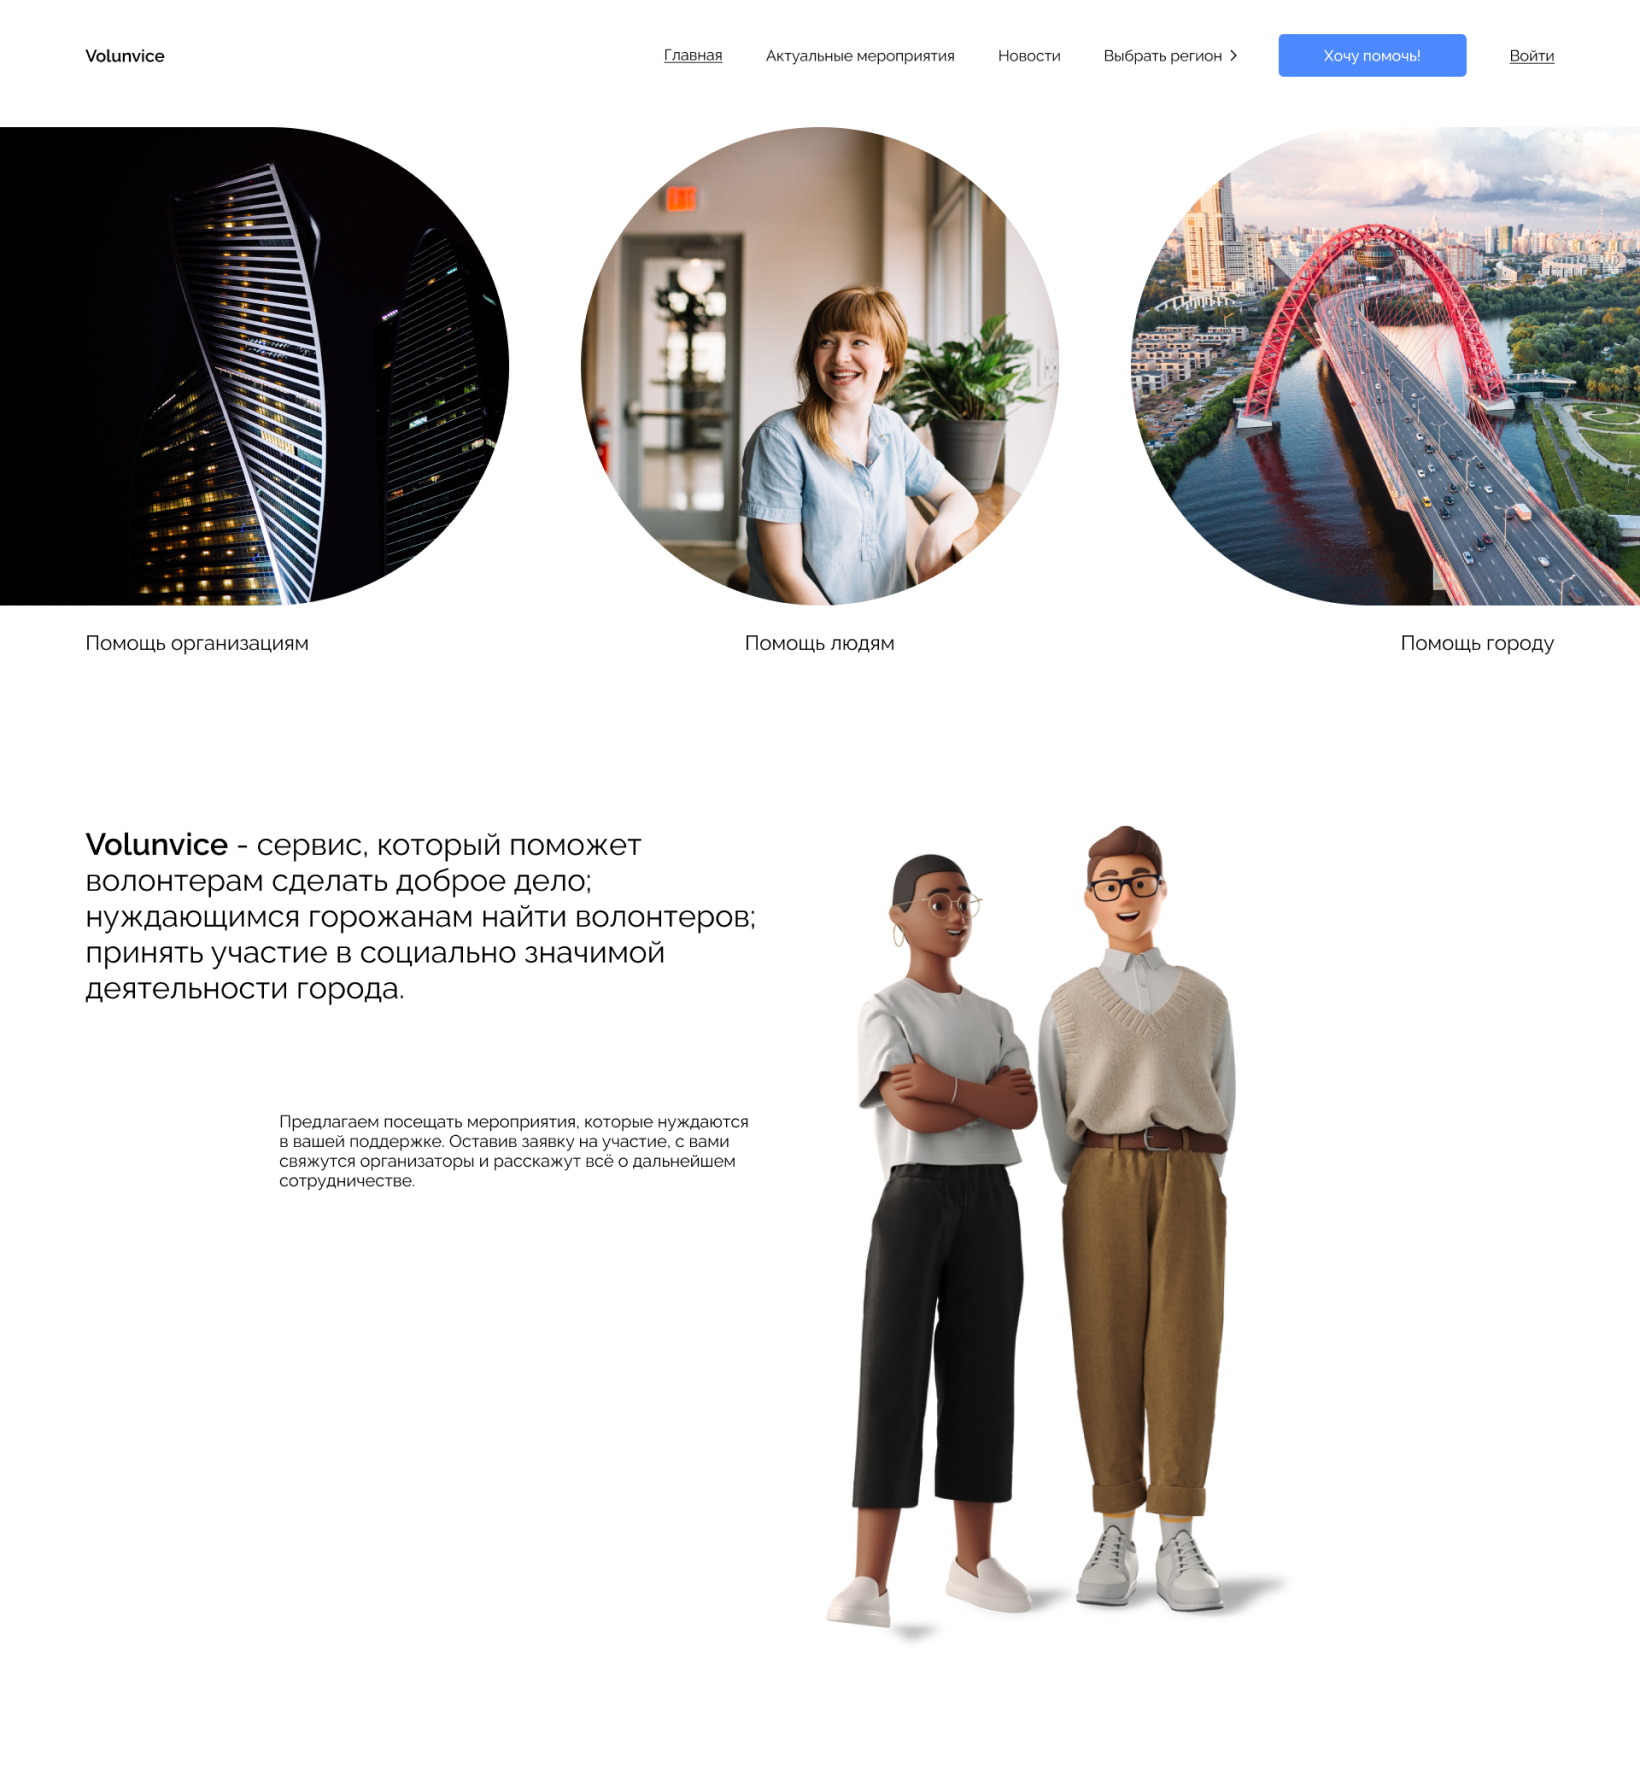 Volunvice
Главная
Актуальные мероприятия
Новости
Выбрать регион
Хочу помочь!
Войти
Помощь организациям
Помощь людям
Помощь городу
Volunvice - сервис, который поможет
волонтерам сделать доброе дело;
нуждающимся горожанам найти волонтеров;
принять участие в социально значимой
деятельности города.
Предлагаем посещать мероприятия, которые нуждаются
в вашей поддержке. Оставив заявку на участие, с вами
свяжутся организаторы и расскажут всё о дальнейшем
сотрудничестве.